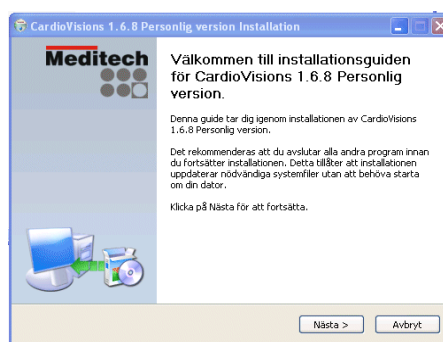 CardioVisions 1.6.8 Personlig version Installation
Meditech
Välkommen till installationsguiden
för CardioVisions 1.6.8 Personlig
version.
Denna guide tar dig igenom installationen av CardioVisions
1.6.8 Personlig version.
Det rekommenderas att du avslutar alla andra program innan
du fortsätter installationen. Detta tillåter att installationen
uppdaterar nödvändiga systemfiler utan att behöva starta
om din dator.
Klicka på Nästa för att fortsätta.
Nästa >
Avbryt